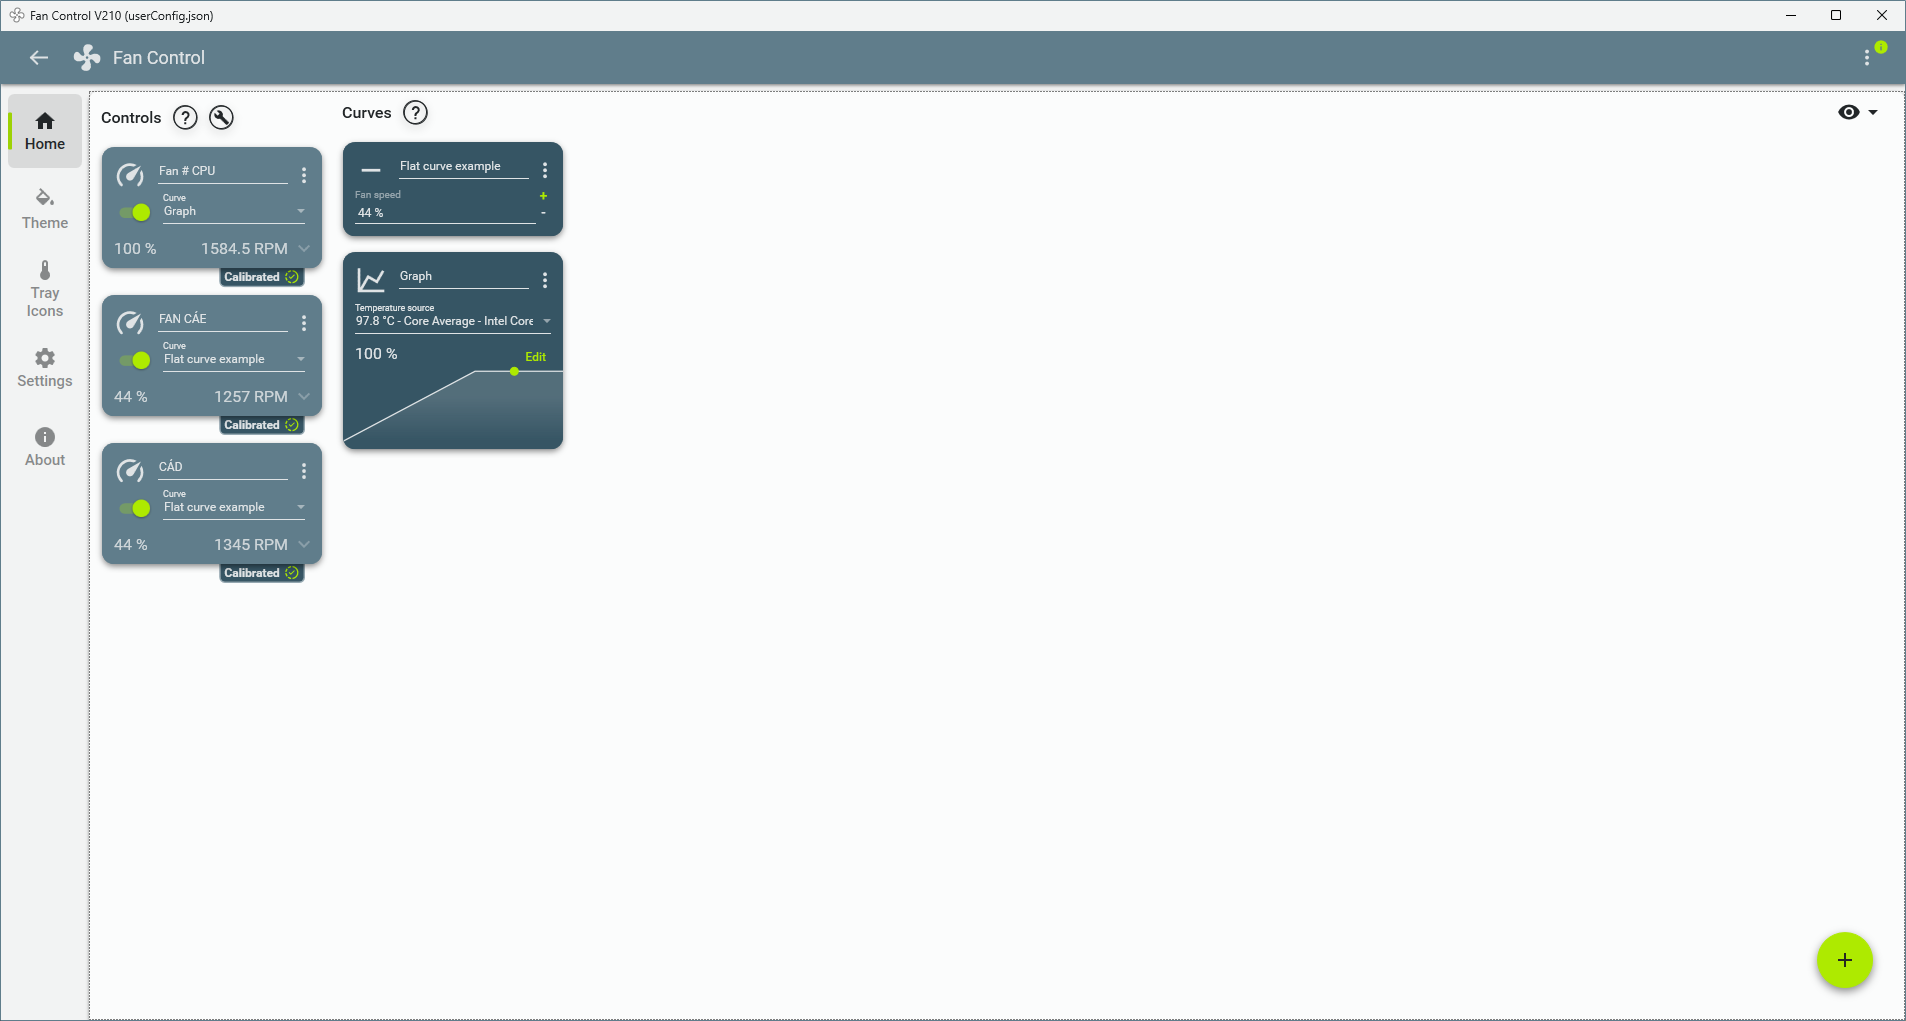 Fan Control V210 (userConfig.json)
Fan Control
Home
Theme
Tray
Icons
Settings
About
Controls
Fan # CPU
Curve
Graph
100 % 1584.5 RPM
Calibrated
FAN CÁE
Curve
Flat curve example
44 % 1257 RPM
Calibrated
CÁD
Curve
Flat curve example
44 % 1345 RPM
Calibrated
Curves
Flat curve example
Fan speed
44 %
Graph
Temperature source
97.8 °C - Core Average - Intel Core
100 % Edit